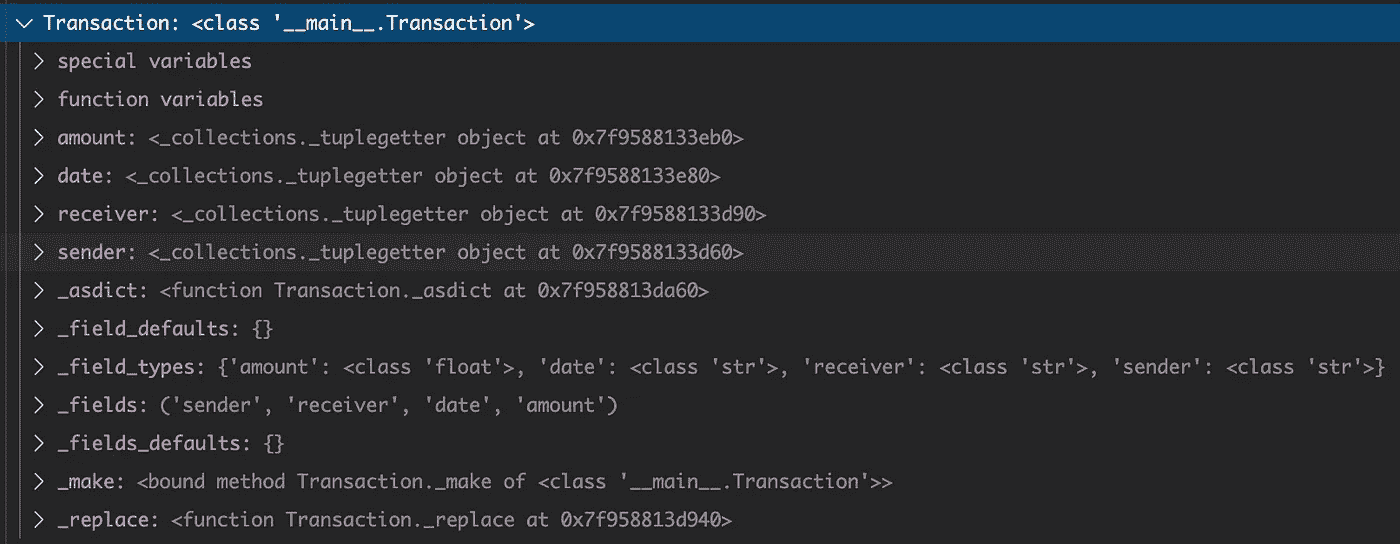 Transaction: <class '__main__.Transaction'>
special variables
function variables
amount: <_collections._tuplegetter object at 0x7f9588133eb0>
date: <_collections._tuplegetter object at 0x7f9588133e80>
receiver: <_collections._tuplegetter object at 0x7f9588133d90>
sender: <_collections._tuplegetter object at 0x7f9588133d60>
_asdict: <function Transaction._asdict at 0x7f958813da60>
_field_defaults: {}
_field_types: {'amount': <class 'float'>, 'date': <class 'str'>, 'receiver': <class 'str'>, 'sender': <class 'str'>}
_fields: ('sender', 'receiver', 'date', 'amount')
_fields_defaults: {}
_make: <bound method Transaction._make of <class '__main__.Transaction'>>
_replace: <function Transaction._replace at 0x7f958813d940>